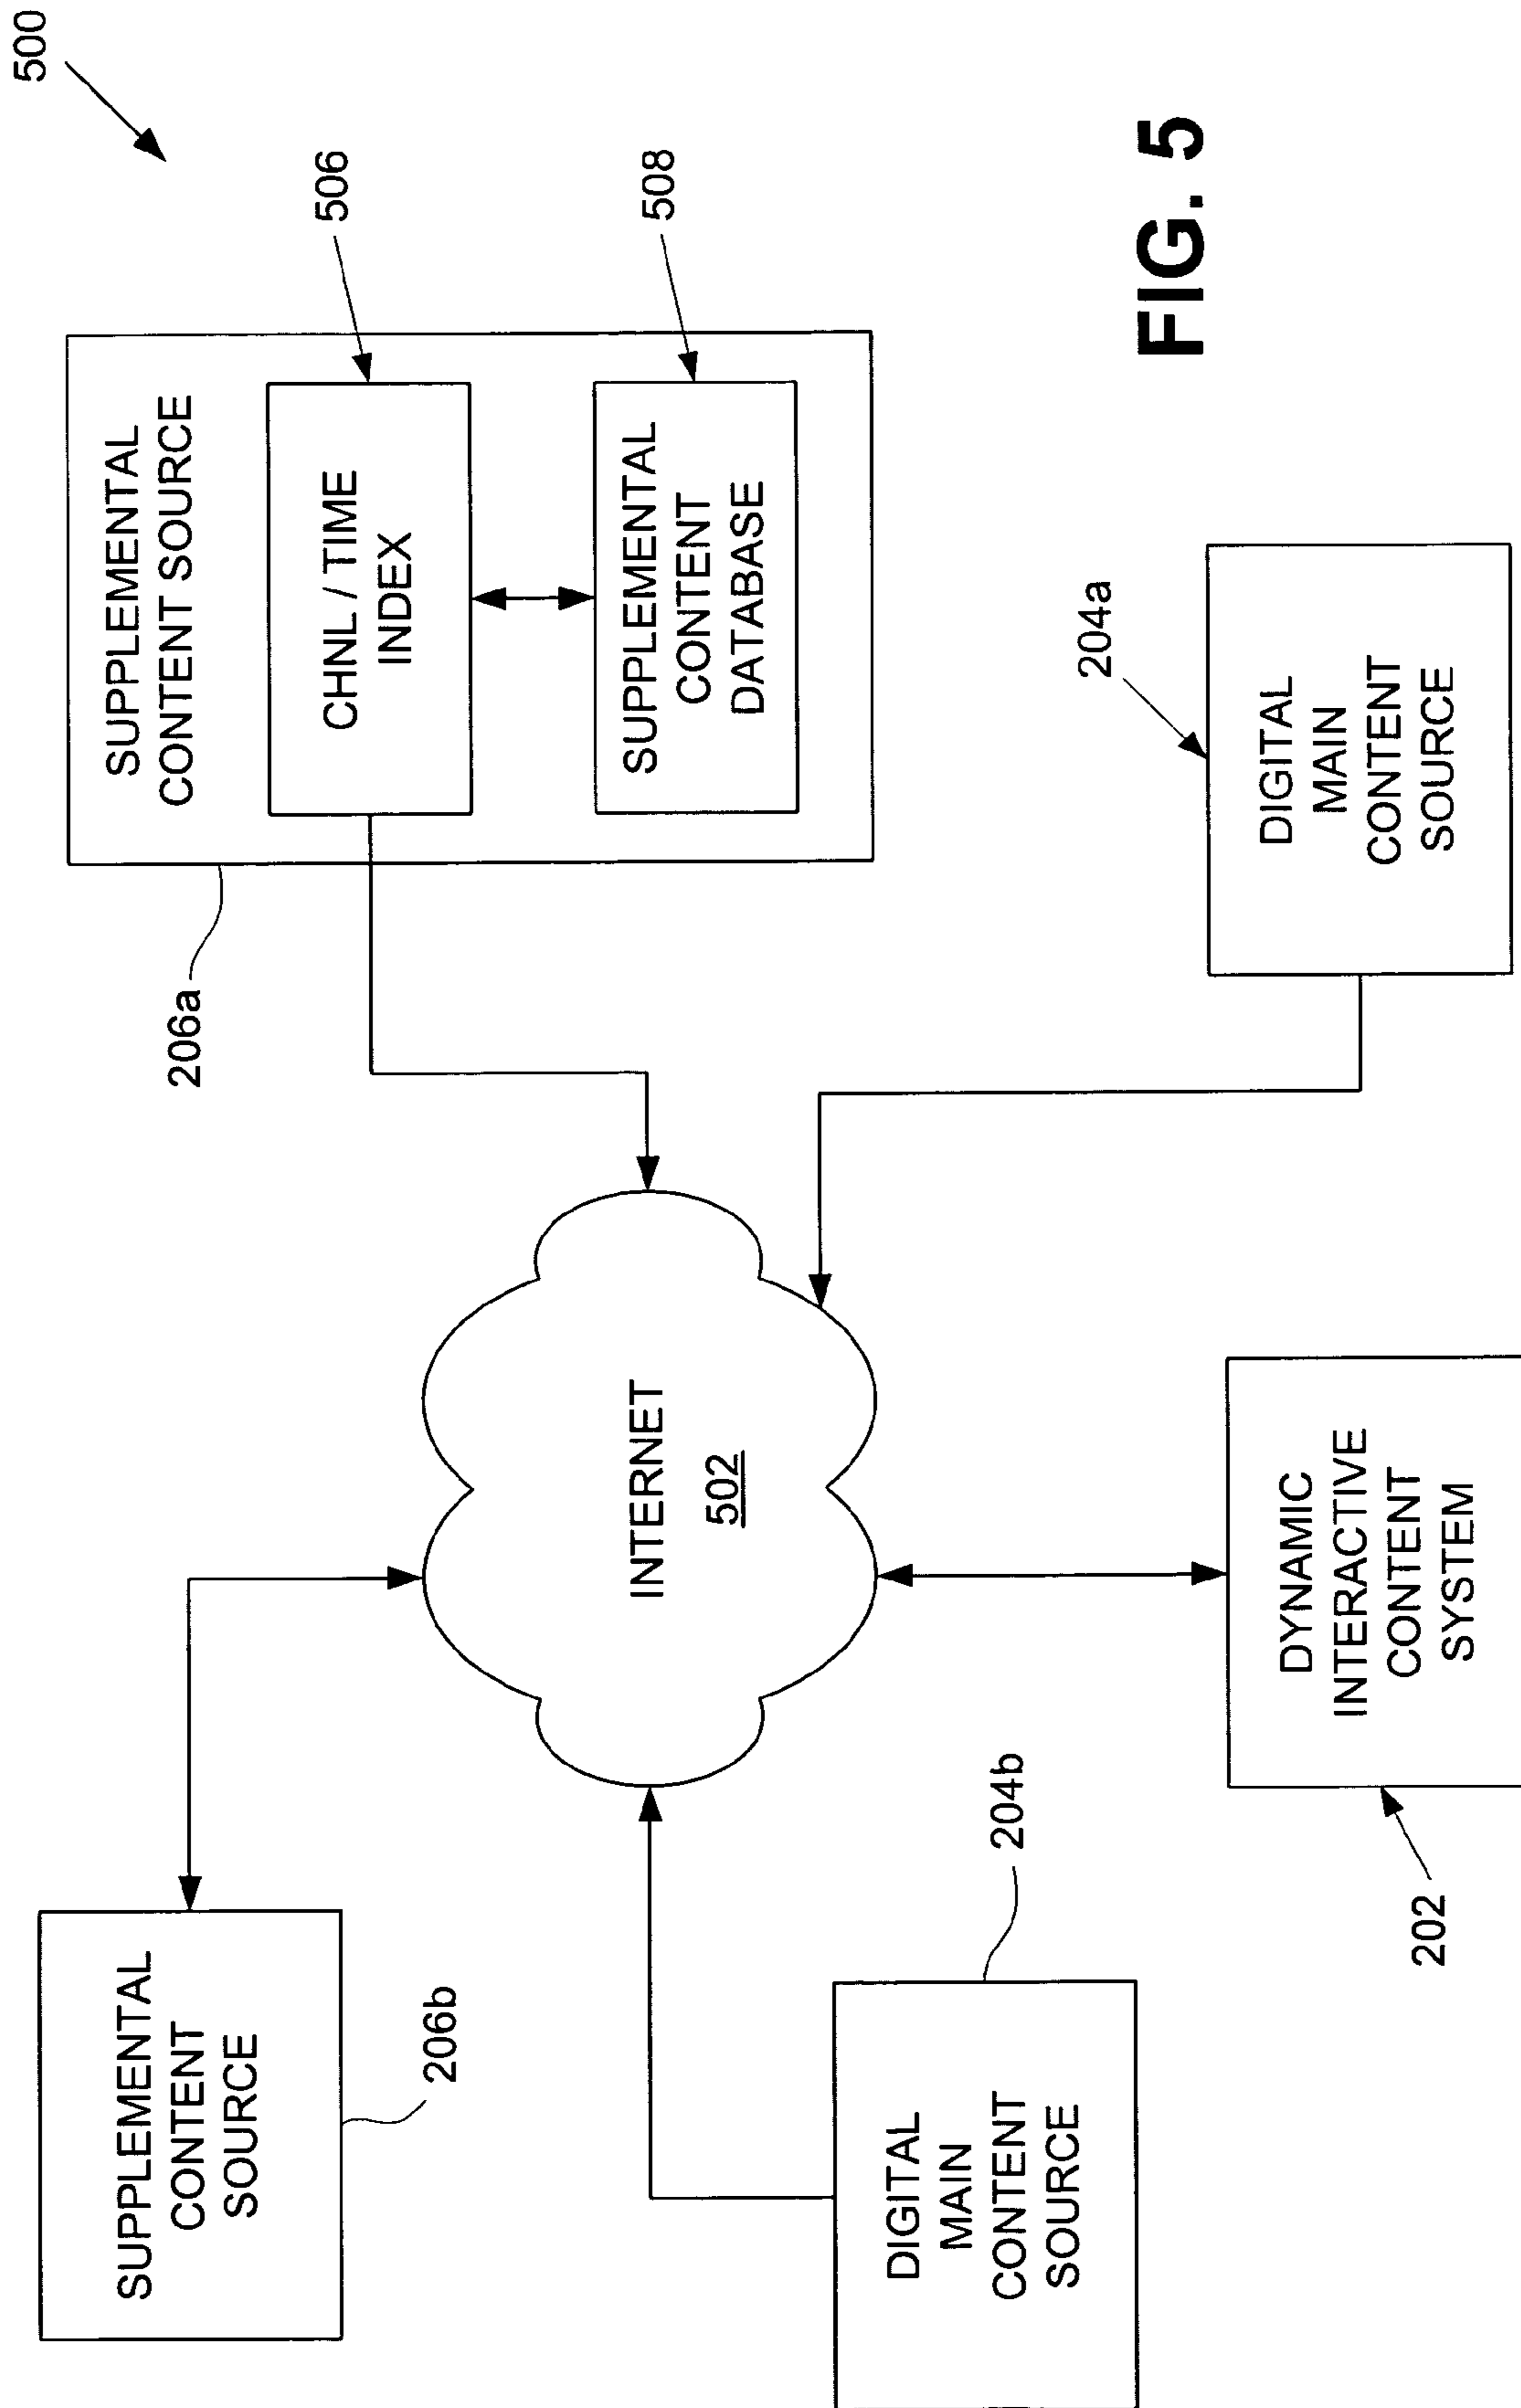 500
SUPPLEMENTAL
CONTENT
SOURCE
206b
206a
SUPPLEMENTAL
CONTENT SOURCE
CHNL / TIME
INDEX
506
SUPPLEMENTAL
CONTENT
DATABASE
508
INTERNET
502
DIGITAL
MAIN
CONTENT
SOURCE
204b
DYNAMIC
INTERACTIVE
CONTENT
SYSTEM
202
DIGITAL
MAIN
CONTENT
SOURCE
204a
FIG. 5